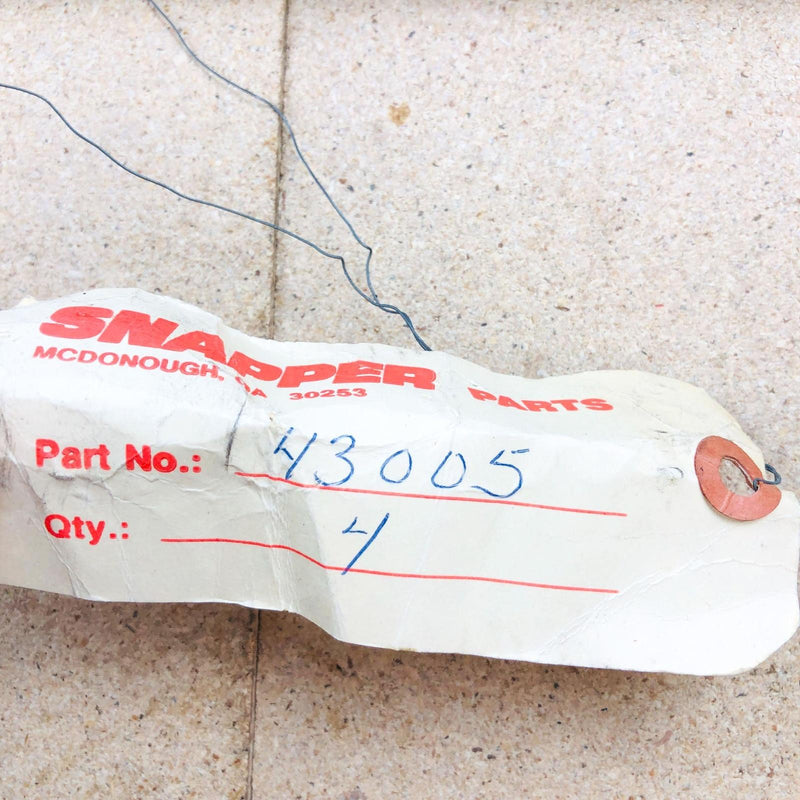 SNAPPER PARTS
MCDONOUGH, GA 30253
Part No.: 43005
Qty.: 4